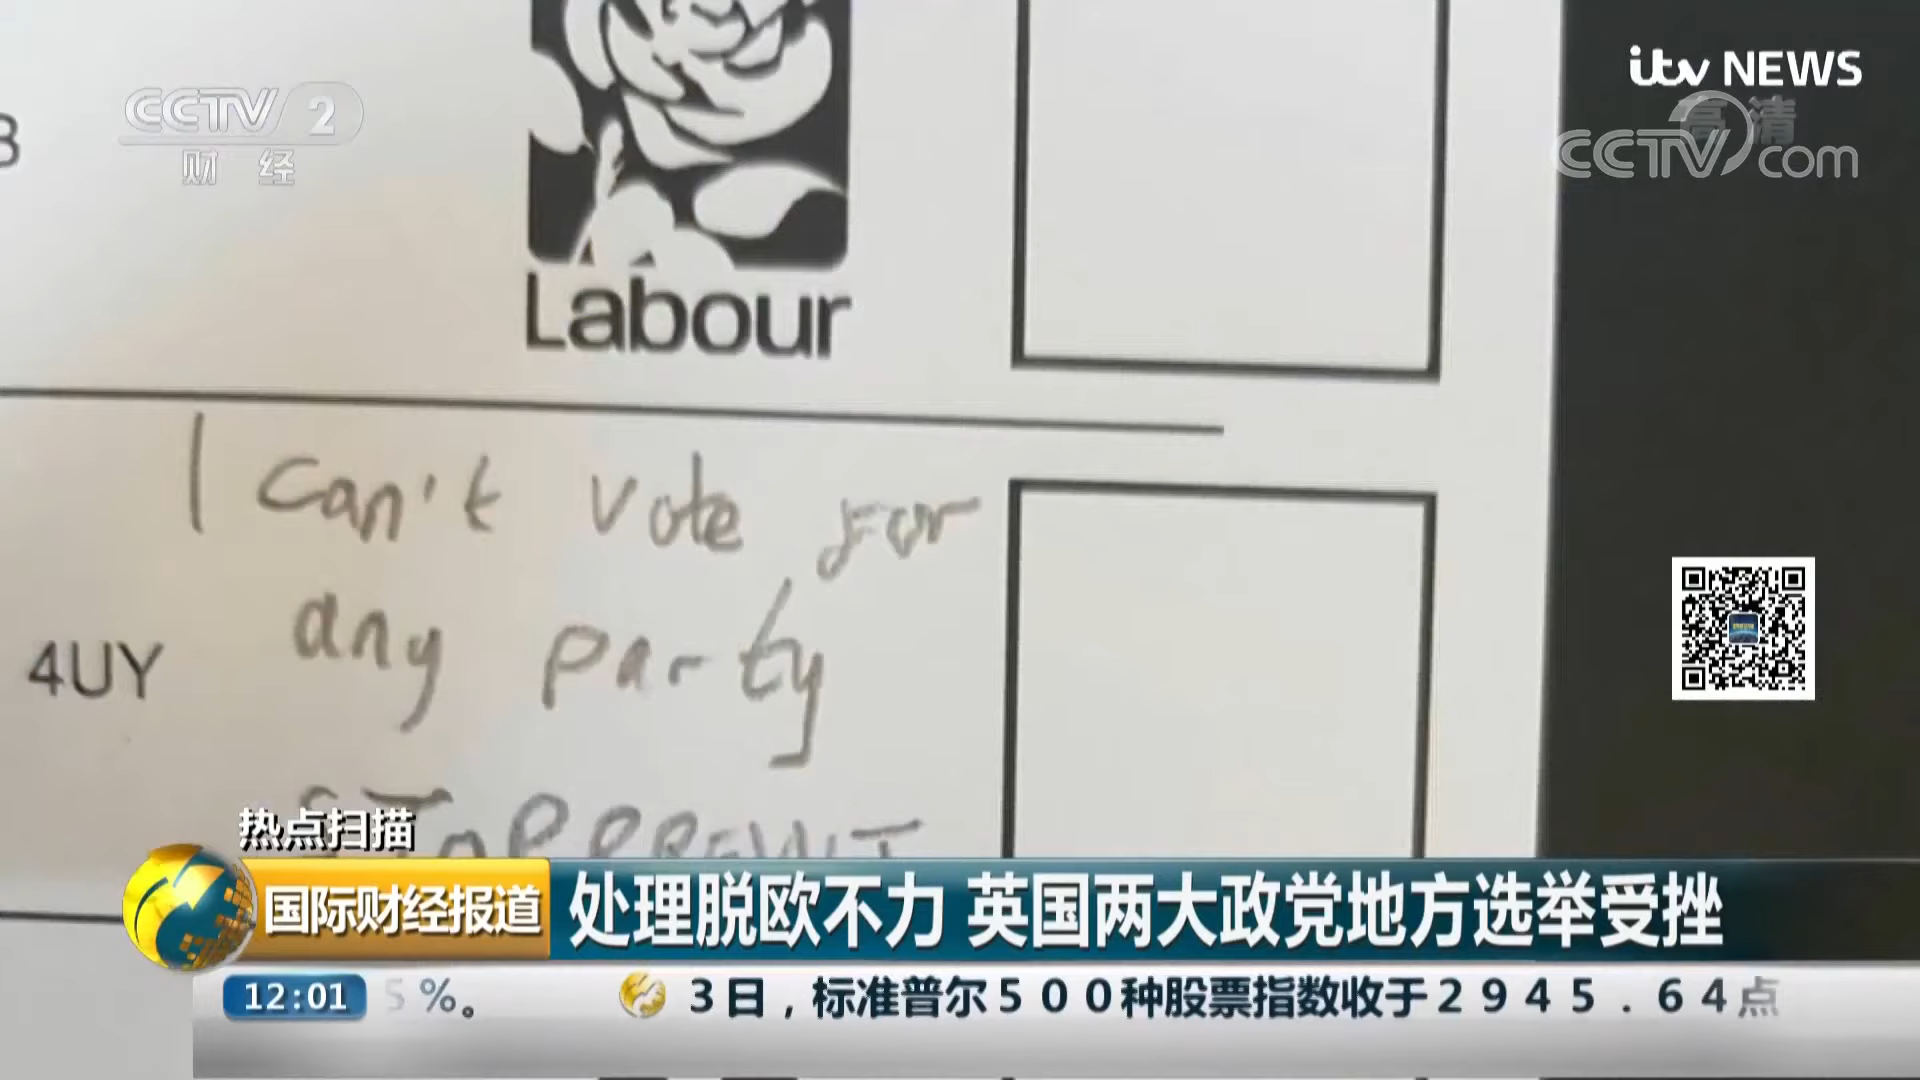 itv NEWS
CCTV 2
财 经
高 清
CCTV com
Labour
I can't vote for
any party
4UY
热点扫描
国际财经报道
处理脱欧不力 英国两大政党地方选举受挫
12:01
5%。
3日，标准普尔500种股票指数收于2945.64点